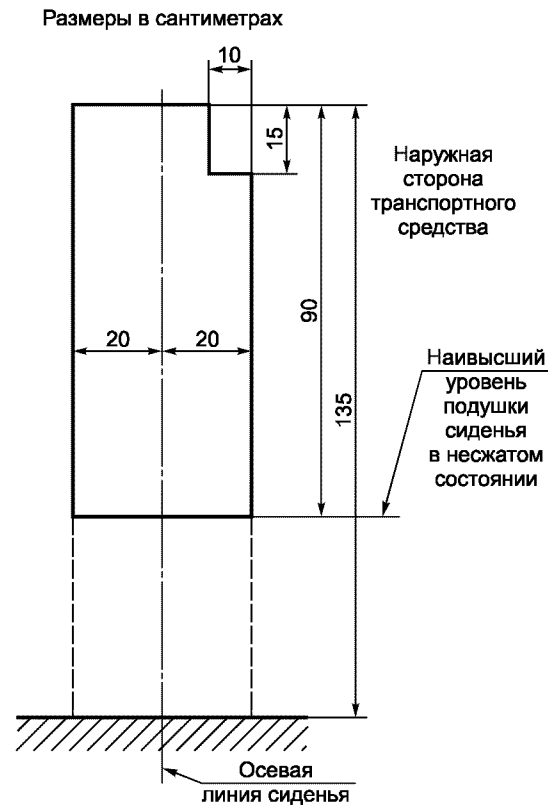 Размеры в сантиметрах
10
15
Наружная
сторона
транспортного
средства
90
20
20
135
Наивысший
уровень
подушки
сиденья
в несжатом
состоянии
Осевая
линия сиденья